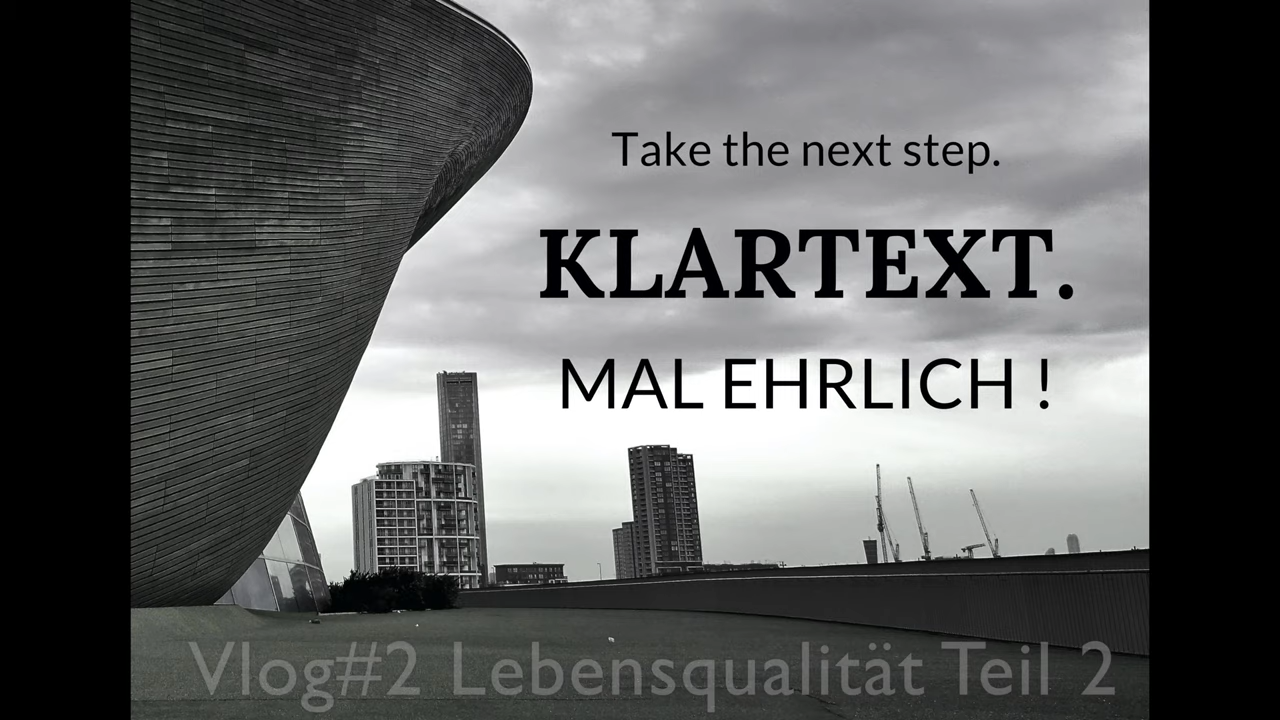 Take the next step.
KLARTEXT.
MAL EHRLICH !
Vlog#2 Lebensqualität Teil 2